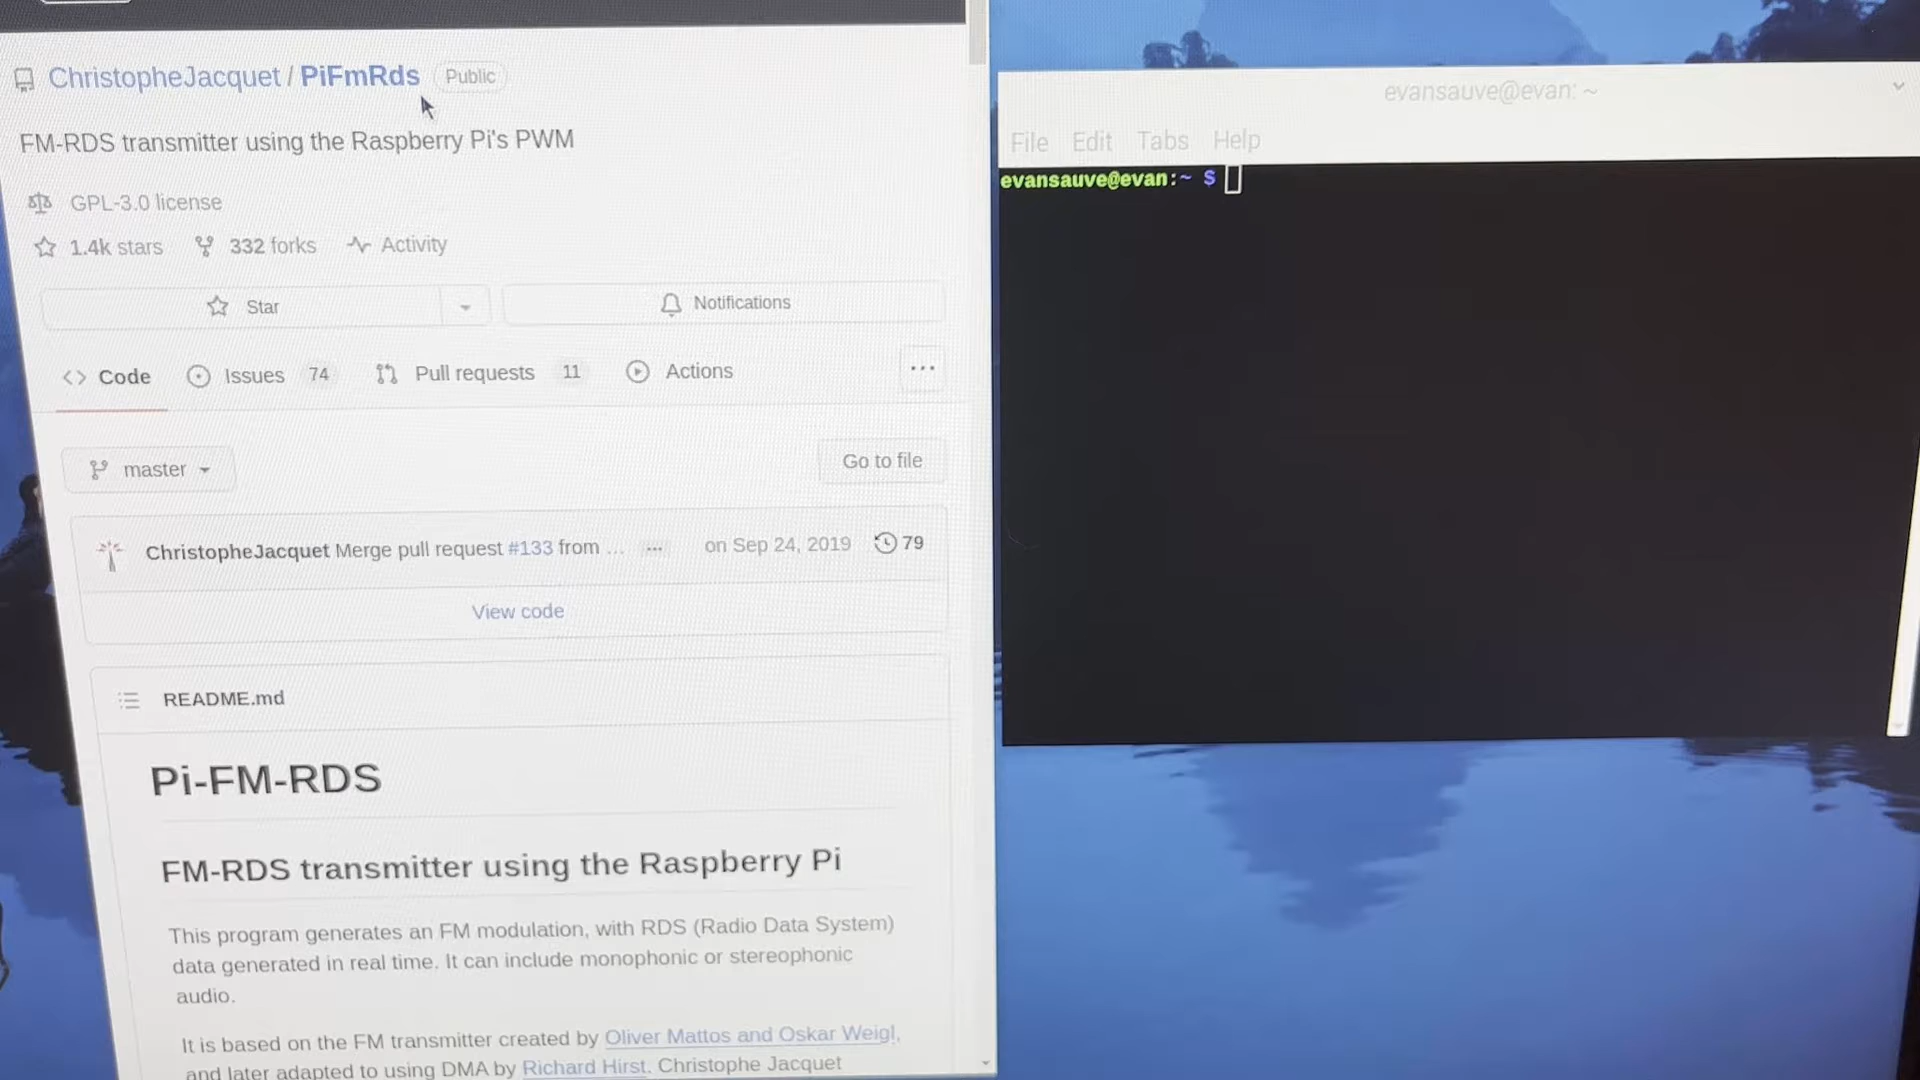 ChristopheJacquet / PiFmRds Public
FM-RDS transmitter using the Raspberry Pi's PWM
GPL-3.0 license
1.4k stars 332 forks Activity
Star Notifications
Code Issues 74 Pull requests 11 Actions ...
master Go to file
ChristopheJacquet Merge pull request #133 from ... ... on Sep 24, 2019 79
View code
README.md
Pi-FM-RDS
FM-RDS transmitter using the Raspberry Pi
This program generates an FM modulation, with RDS (Radio Data System)
data generated in real time. It can include monophonic or stereophonic
audio.
It is based on the FM transmitter created by Oliver Mattos and Oskar Weigl,
and later adapted to using DMA by Richard Hirst. Christophe Jacquet
evansauve@evan: ~
File Edit Tabs Help
evansauve@evan:~ $